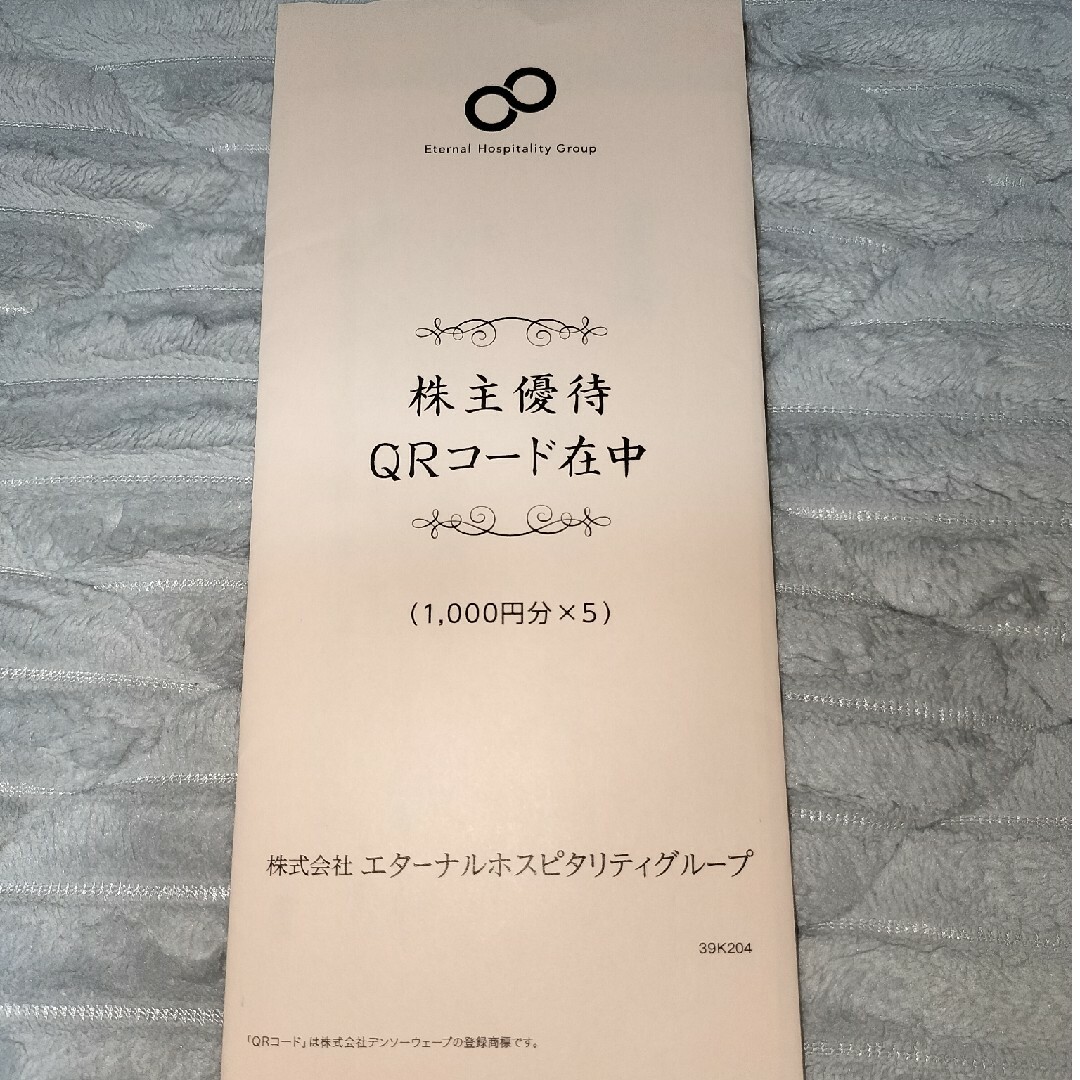 Eternal Hospitality Group
株主優待
QRコード在中
(1,000円分×5)
株式会社 エターナルホスピタリティグループ
39K204
「QRコード」は株式会社デンソーウェーブの登録商標です。